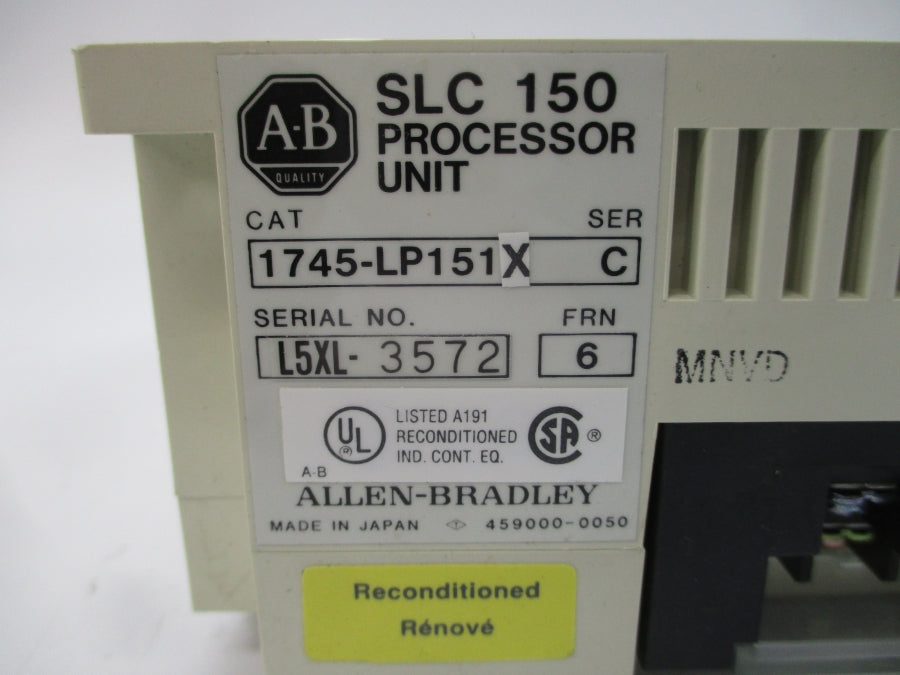 A-B
QUALITY
SLC 150
PROCESSOR
UNIT
CAT SER
1745-LP151X C
SERIAL NO. FRN
L5XL- 3572 6
UL
(R)
LISTED A191
RECONDITIONED
IND. CONT. EQ.
SA ®
A-B
ALLEN-BRADLEY
MADE IN JAPAN T 459000-0050
Reconditioned
Rénové
MNVD